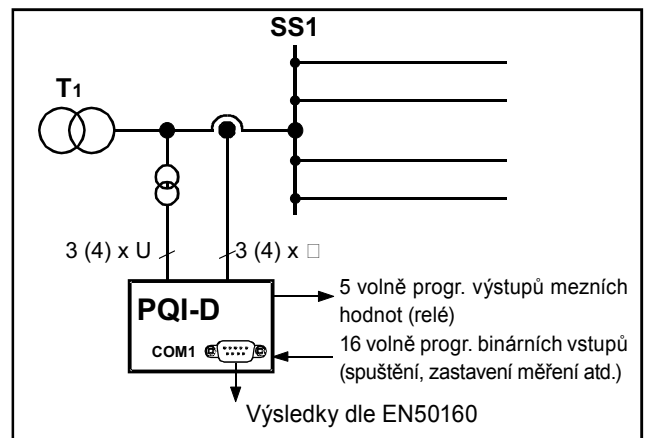 SS1
T1
3 (4) x U
3 (4) x □
PQI-D
COM1
5 volně progr. výstupů mezních
hodnot (relé)
16 volně progr. binárních vstupů
(spuštění, zastavení měření atd.)
Výsledky dle EN50160